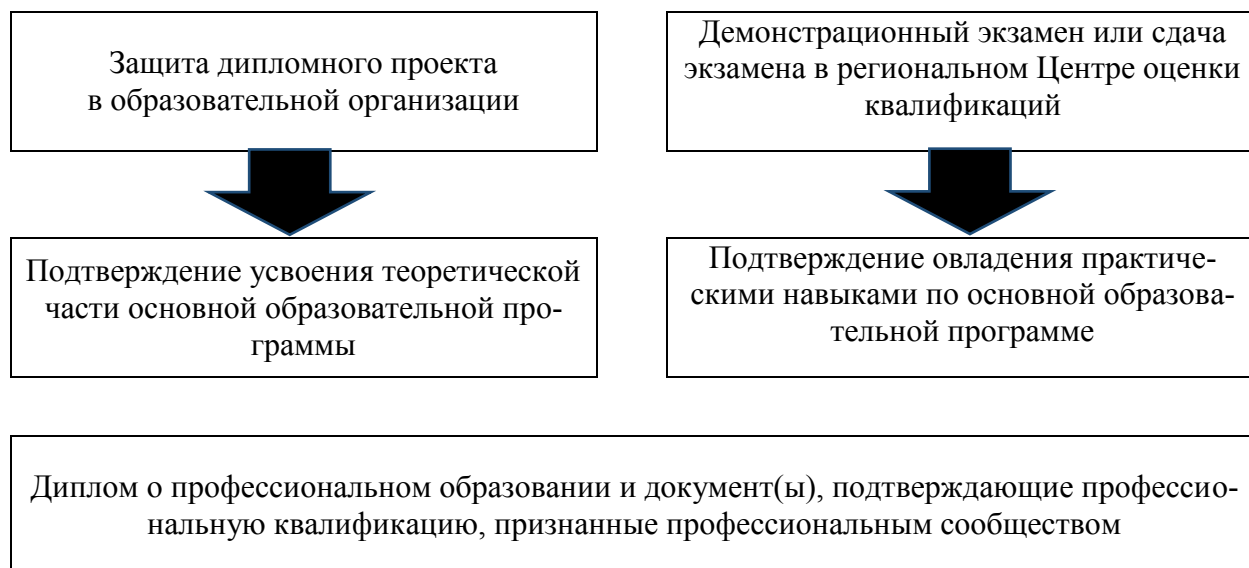 Защита дипломного проекта
в образовательной организации
Демонстрационный экзамен или сдача
экзамена в региональном Центре оценки
квалификаций
Подтверждение усвоения теоретической
части основной образовательной про-
граммы
Подтверждение овладения практиче-
скими навыками по основной образова-
тельной программе
Диплом о профессиональном образовании и документ(ы), подтверждающие профессио-
нальную квалификацию, признанные профессиональным сообществом